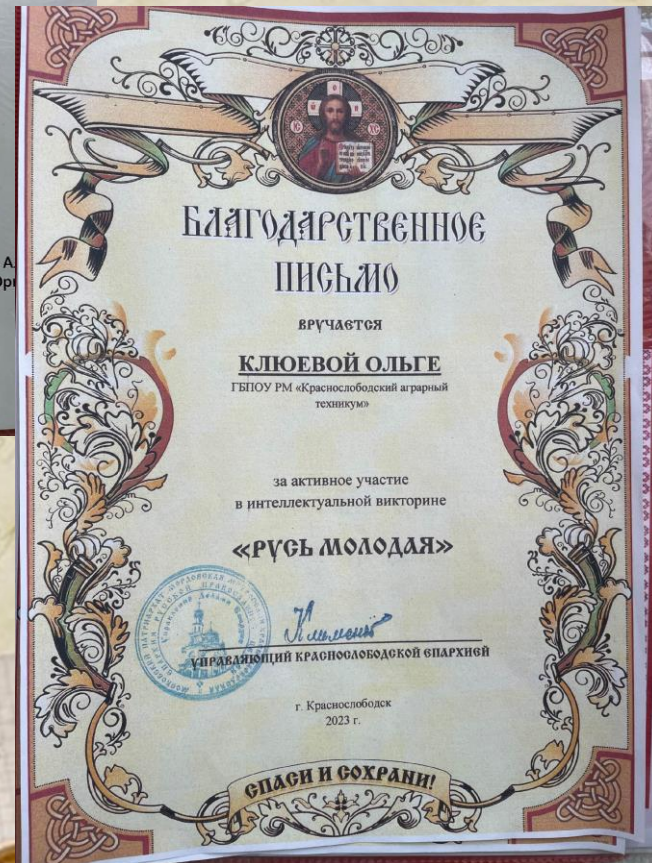 БЛАГОДАРСТВЕННОЕ
ПИСЬМО
ВРУЧАЕТСЯ
КЛЮЕВОЙ ОЛЬГЕ
ГБПОУ РМ «Краснослободский аграрный
техникум»
за активное участие
в интеллектуальной викторине
«РУСЬ МОЛОДАЯ»
УПРАВЛЯЮЩИЙ КРАСНОСЛОБОДСКОЙ ЕПАРХИЕЙ
г. Краснослободск
2023 г.
СПАСИ И СОХРАНИ!